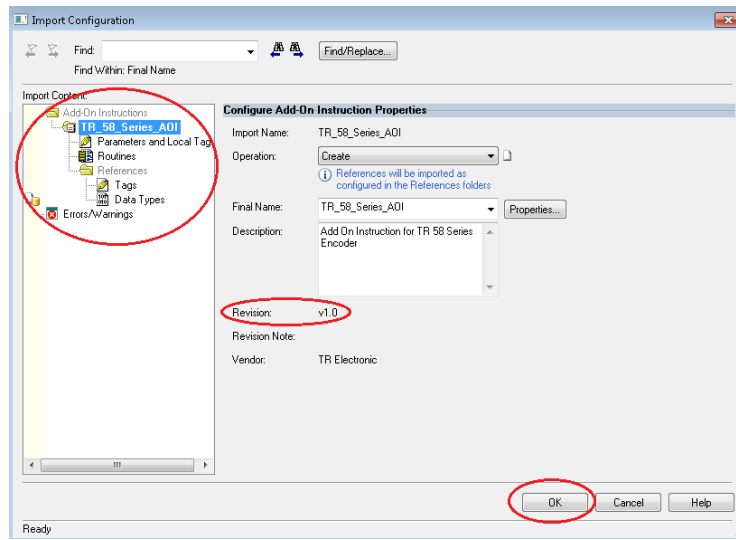 Import Configuration
Find:
Find/Replace...
Find Within: Final Name
Import Content:
Add-On Instructions
TR_58_Series_AOI
Parameters and Local Tag
Routines
References
Tags
Data Types
Errors/Warnings
Configure Add-On Instruction Properties
Import Name: TR_58_Series_AOI
Operation: Create
References will be imported as
configured in the References folders
Final Name: TR_58_Series_AOI Properties...
Description: Add On Instruction for TR 58 Series
Encoder
Revision: v1.0
Revision Note:
Vendor: TR Electronic
OK Cancel Help
Ready